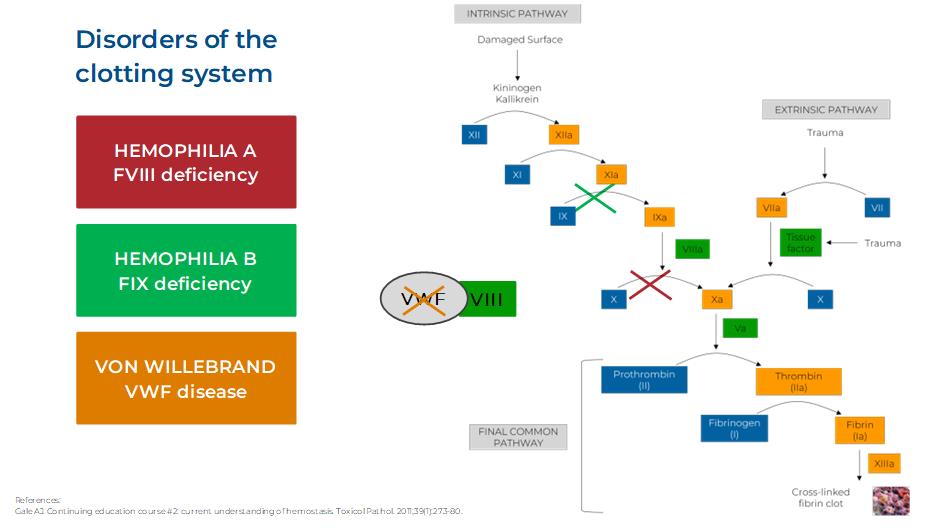 Disorders of the
clotting system
HEMOPHILIA A
FVIII deficiency
HEMOPHILIA B
FIX deficiency
VON WILLEBRAND
VWF disease
INTRINSIC PATHWAY
Damaged Surface
Kininogen
Kallikrein
XII
XIIa
XI
XIa
IX
IXa
VIIIa
EXTRINSIC PATHWAY
Trauma
VIIa
VII
Tissue
factor
Trauma
VWF
VIII
X
Xa
X
Va
Prothrombin
(II)
Thrombin
(IIa)
Fibrinogen
(I)
Fibrin
(Ia)
FINAL COMMON
PATHWAY
XIIIa
Cross-linked
fibrin clot
References:
Gale AJ. Continuing education course #2: current understanding of hemostasis. Toxicol Pathol. 2011;39(1):273-80.